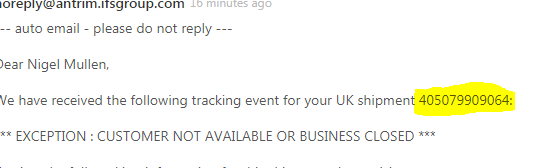 noreply@antrim.ifsgroup.com 16 minutes ago
-- auto email - please do not reply ---
Dear Nigel Mullen,
We have received the following tracking event for your UK shipment 405079909064:
** EXCEPTION : CUSTOMER NOT AVAILABLE OR BUSINESS CLOSED ***